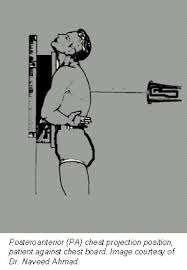 Posteroanterior (PA) chest projection position,
patient against chest board. Image courtesy of
Dr. Naveed Ahmad.